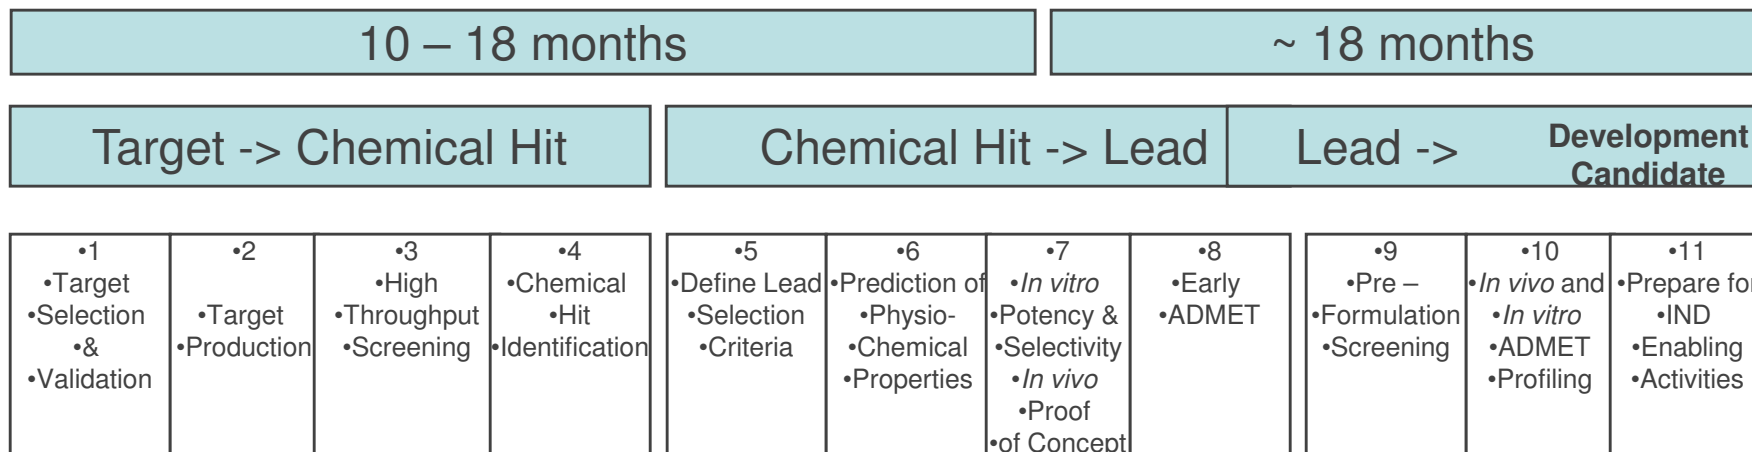 10 – 18 months
~ 18 months
Target -> Chemical Hit
Chemical Hit -> Lead
Lead ->
Development
Candidate
•1
•Target
•Selection
•&
•Validation
•2
•Target
•Production
•3
•High
•Throughput
•Screening
•4
•Chemical
•Hit
•Identification
•5
•Define Lead
•Selection
•Criteria
•6
•Prediction of
•Physio-
•Chemical
•Properties
•7
•In vitro
•Potency &
•Selectivity
•In vivo
•Proof
•of Concept
•8
•Early
•ADMET
•9
•Pre –
•Formulation
•Screening
•10
•In vivo and
•In vitro
•ADMET
•Profiling
•11
•Prepare for
•IND
•Enabling
•Activities